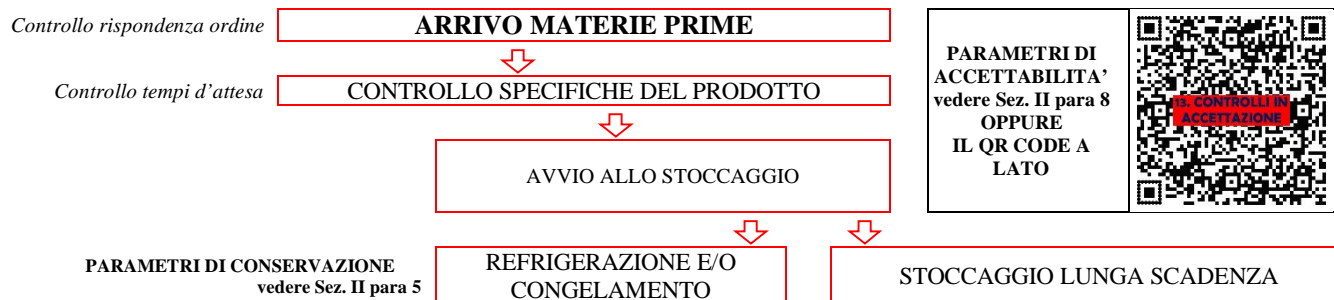 Controllo rispondenza ordine
ARRIVO MATERIE PRIME
Controllo tempi d’attesa
CONTROLLO SPECIFICHE DEL PRODOTTO
AVVIO ALLO STOCCAGGIO
PARAMETRI DI
ACCETTABILITA’
vedere Sez. II para 8
OPPURE
IL QR CODE A
LATO
13. CONTROLLI IN
ACCETTAZIONE
PARAMETRI DI CONSERVAZIONE
vedere Sez. II para 5
REFRIGERAZIONE E/O
CONGELAMENTO
STOCCAGGIO LUNGA SCADENZA